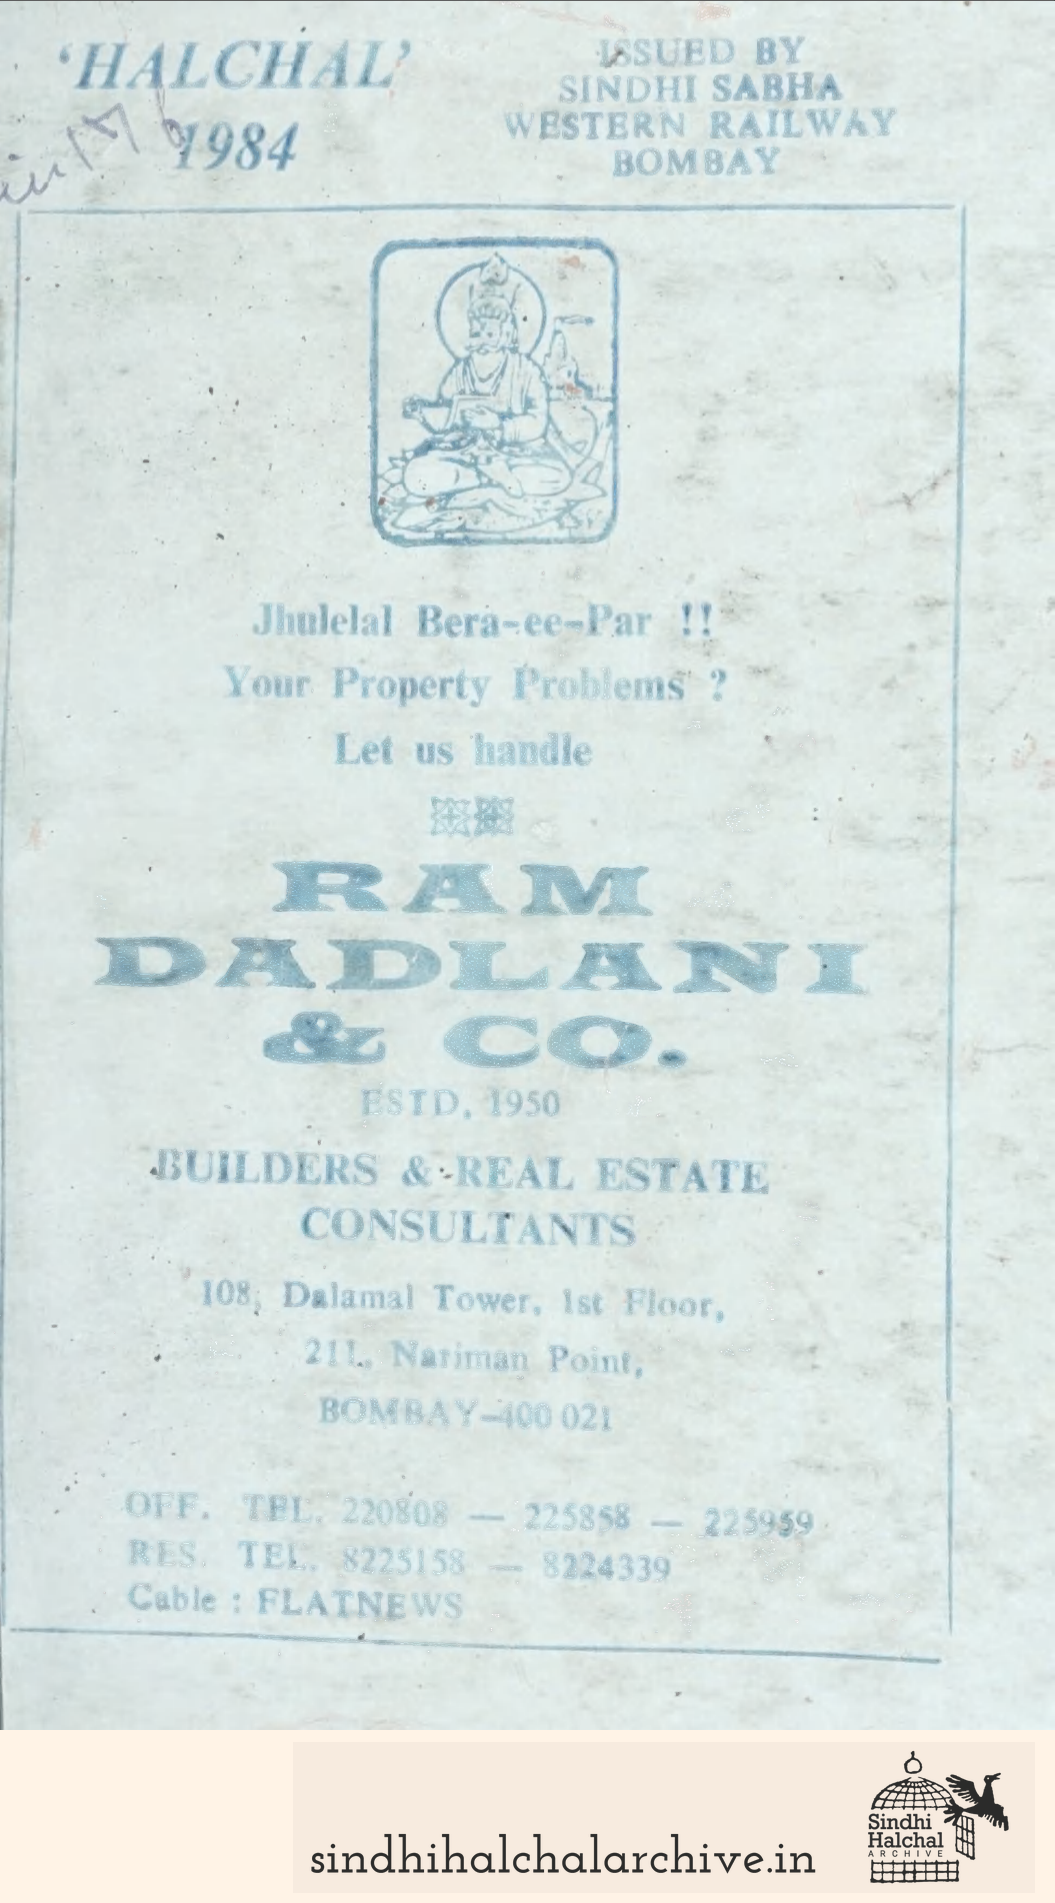 'HALCHAL'
1984
ISSUED BY
SINDHI SABHA
WESTERN RAILWAY
BOMBAY
Jhulelal Bera-ee-Par !!
Your Property Problems ?
Let us handle
RAM
DADLANI
& CO.
ESTD. 1950
BUILDERS & REAL ESTATE
CONSULTANTS
108, Dalamal Tower, 1st Floor,
211, Nariman Point,
BOMBAY-400 021
OFF. TEL. 220808 — 225858 — 225959
RES. TEL. 8225158 — 8224339
Cable : FLATNEWS
sindhihalchalarchive.in
Sindhi
Halchal
ARCHIVE